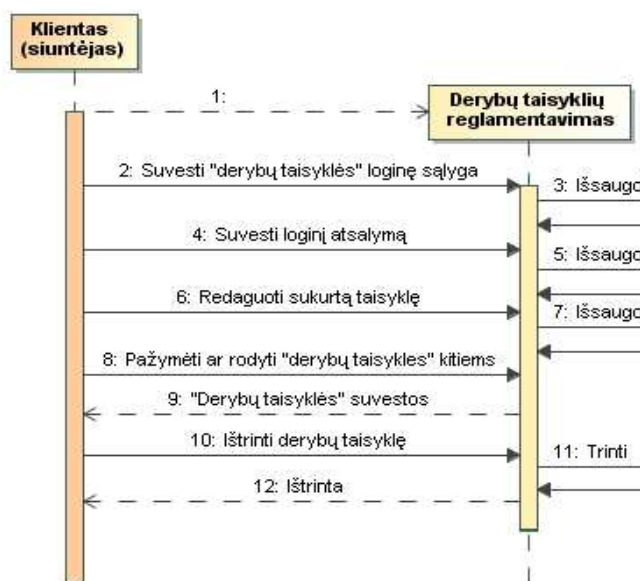 Klientas
(siuntėjas)
1:
Derybų taisyklių
reglamentavimas
2: Suvesti "derybų taisyklės" loginę sąlyga
3: Išsaugo
4: Suvesti loginį atsalymą
5: Išsaugo
6: Redaguoti sukurtą taisyklę
7: Išsaugo
8: Pažymėti ar rodyti "derybų taisykles" kitiems
9: "Derybų taisyklės" suvestos
10: Ištrinti derybų taisyklę
11: Trinti
12: Ištrinta